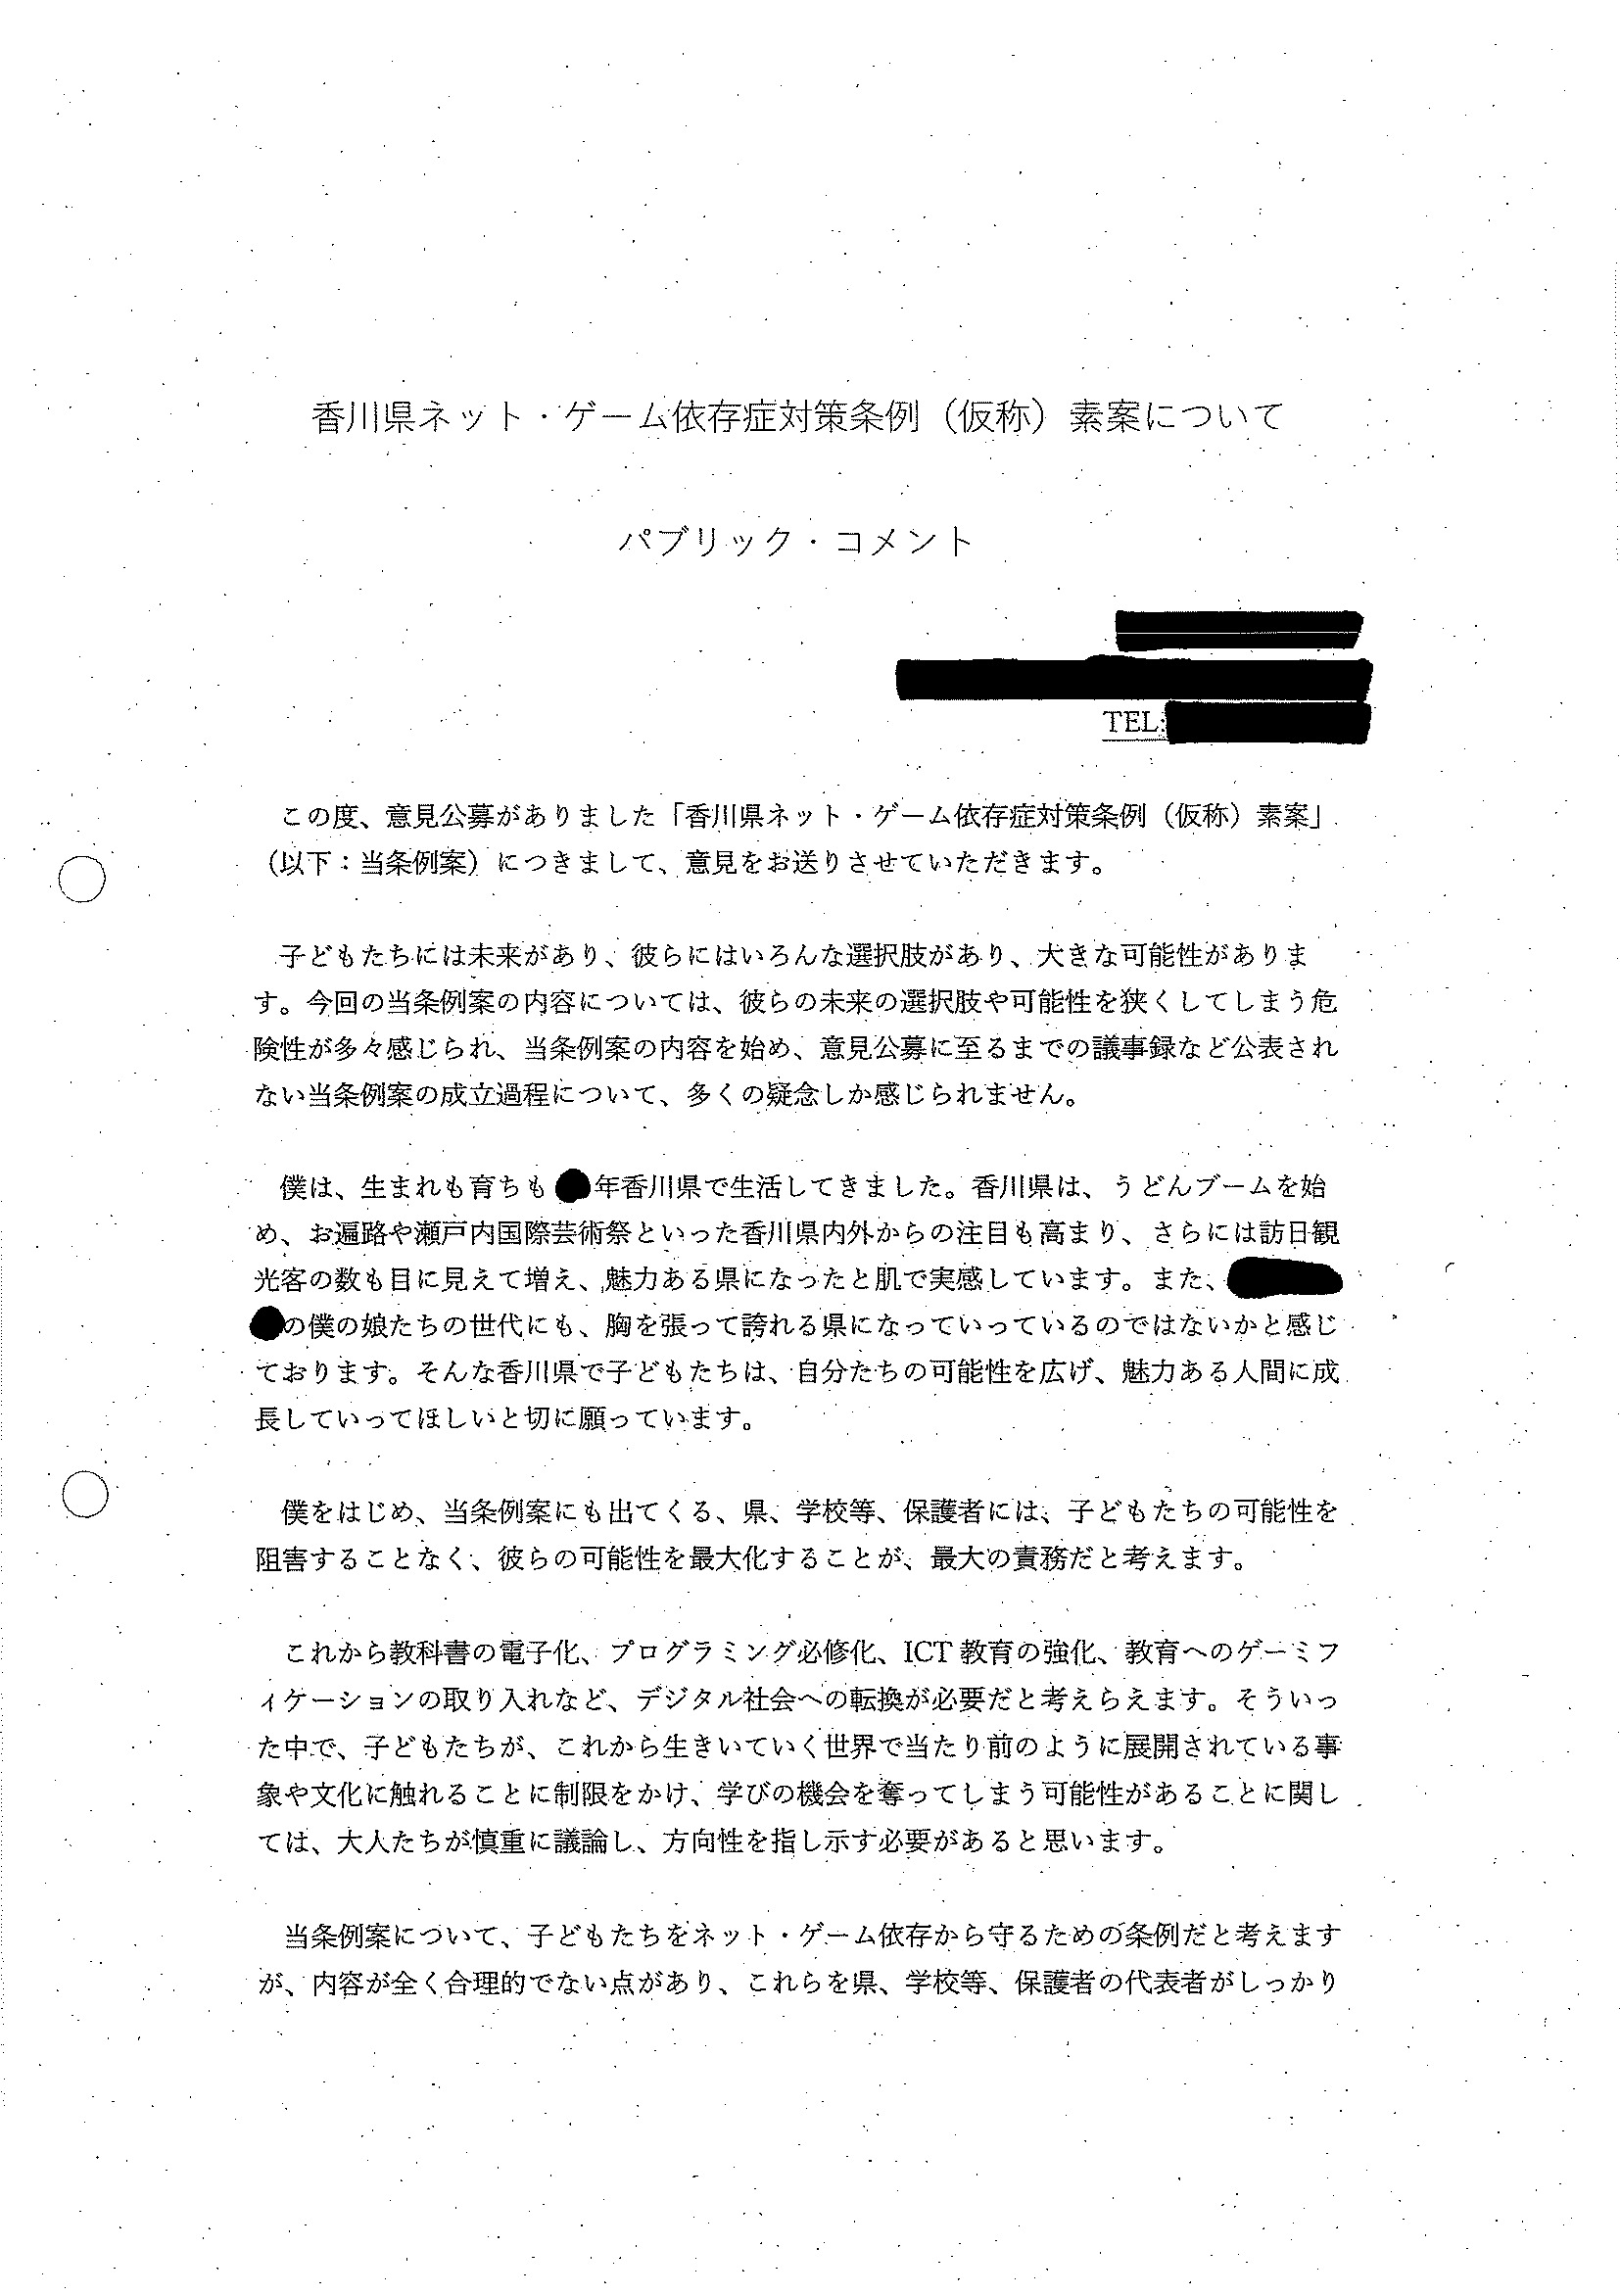 香川県ネット・ゲーム依存症対策条例（仮称）素案について
パブリック・コメント
TEL:
この度、意見公募がありました「香川県ネット・ゲーム依存症対策条例（仮称）素案」
（以下：当条例案）につきまして、意見をお送りさせていただきます。
子どもたちには未来があり、彼らにはいろんな選択肢があり、大きな可能性がありま
す。今回の当条例案の内容については、彼らの未来の選択肢や可能性を狭くしてしまう危
険性が多々感じられ、当条例案の内容を始め、意見公募に至るまでの議事録など公表され
ない当条例案の成立過程について、多くの疑念しか感じられません。
僕は、生まれも育ちも年香川県で生活してきました。香川県は、うどんブームを始
め、お遍路や瀬戸内国際芸術祭といった香川県内外からの注目も高まり、さらには訪日観
光客の数も目に見えて増え、魅力ある県になったと肌で実感しています。また、
の僕の娘たちの世代にも、胸を張って誇れる県になっていっているのではないかと感じ
ております。そんな香川県で子どもたちは、自分たちの可能性を広げ、魅力ある人間に成
長していってほしいと切に願っています。
僕をはじめ、当条例案にも出てくる、県、学校等、保護者には、子どもたちの可能性を
阻害することなく、彼らの可能性を最大化することが、最大の責務だと考えます。
これから教科書の電子化、プログラミング必修化、ICT 教育の強化、教育へのゲーミフ
ィケーションの取り入れなど、デジタル社会への転換が必要だと考えらえます。そういっ
た中で、子どもたちが、これから生きいていく世界で当たり前のように展開されている事
象や文化に触れることに制限をかけ、学びの機会を奪ってしまう可能性があることに関し
ては、大人たちが慎重に議論し、方向性を指し示す必要があると思います。
当条例案について、子どもたちをネット・ゲーム依存から守るための条例だと考えます
が、内容が全く合理的でない点があり、これらを県、学校等、保護者の代表者がしっかり